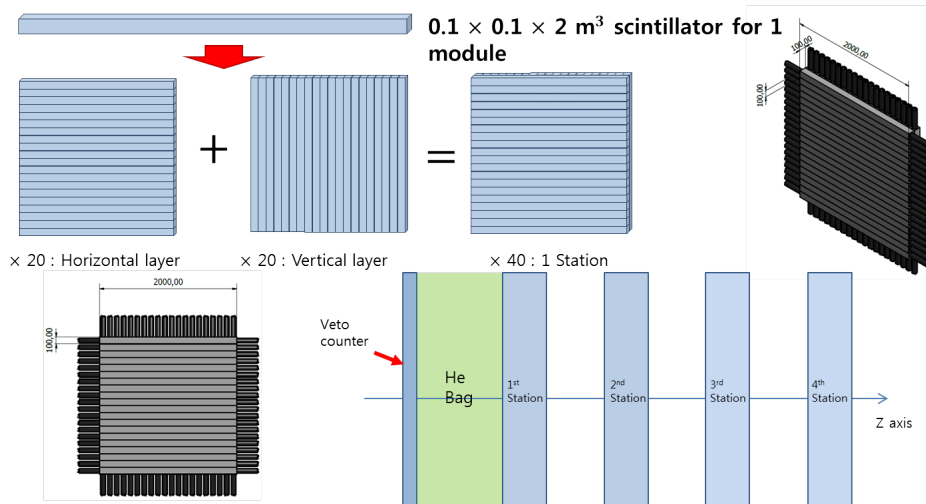 0.1 × 0.1 × 2 m³ scintillator for 1
module
2000,00
100,00
100,00
+
=
× 20 : Horizontal layer
× 20 : Vertical layer
× 40 : 1 Station
2000,00
100,00
Veto
counter
He
Bag
1st
Station
2nd
Station
3rd
Station
4th
Station
Z axis